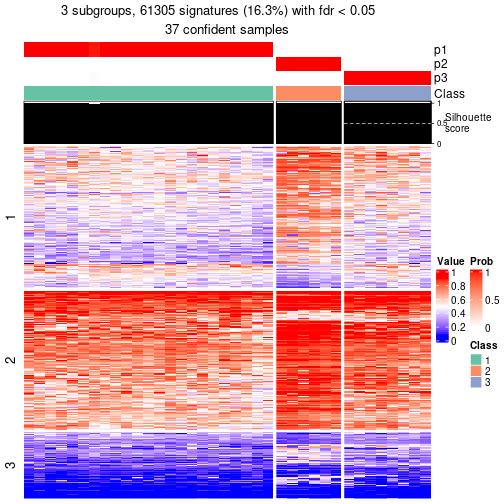 3 subgroups, 61305 signatures (16.3%) with fdr < 0.05
37 confident samples
p1
p2
p3
Class
1
0.5
0
Silhouette
score
1
2
3
Value
1
0.8
0.6
0.4
0.2
0
Prob
1
0.5
0
Class
1
2
3